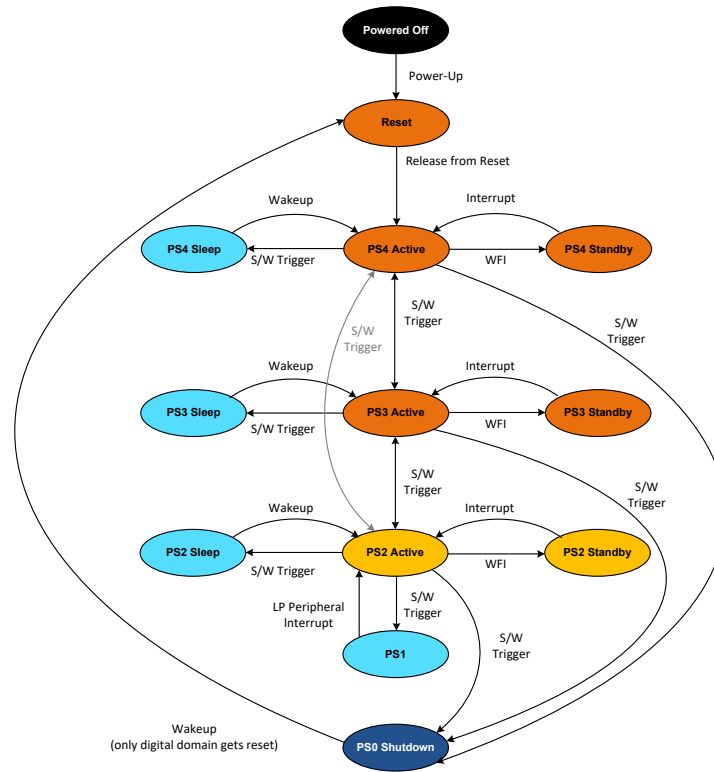 Powered Off
Power-Up
Reset
Release from Reset
Wakeup
Interrupt
PS4 Sleep
PS4 Active
PS4 Standby
S/W Trigger
WFI
S/W
Trigger
S/W
Trigger
S/W
Trigger
Wakeup
Interrupt
PS3 Sleep
PS3 Active
PS3 Standby
S/W Trigger
WFI
S/W
Trigger
S/W
Trigger
Wakeup
Interrupt
PS2 Sleep
PS2 Active
PS2 Standby
S/W Trigger
WFI
LP Peripheral
Interrupt
S/W
Trigger
S/W
Trigger
PS1
Wakeup
(only digital domain gets reset)
PS0 Shutdown